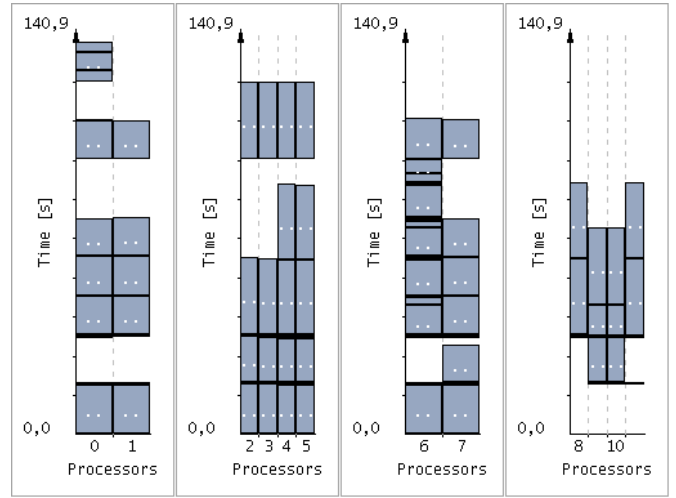 140,9
Time [s]
0,0
0 1
Processors
140,9
Time [s]
0,0
2 3 4 5
Processors
140,9
Time [s]
0,0
6 7
Processors
140,9
Time [s]
0,0
8 10
Processors